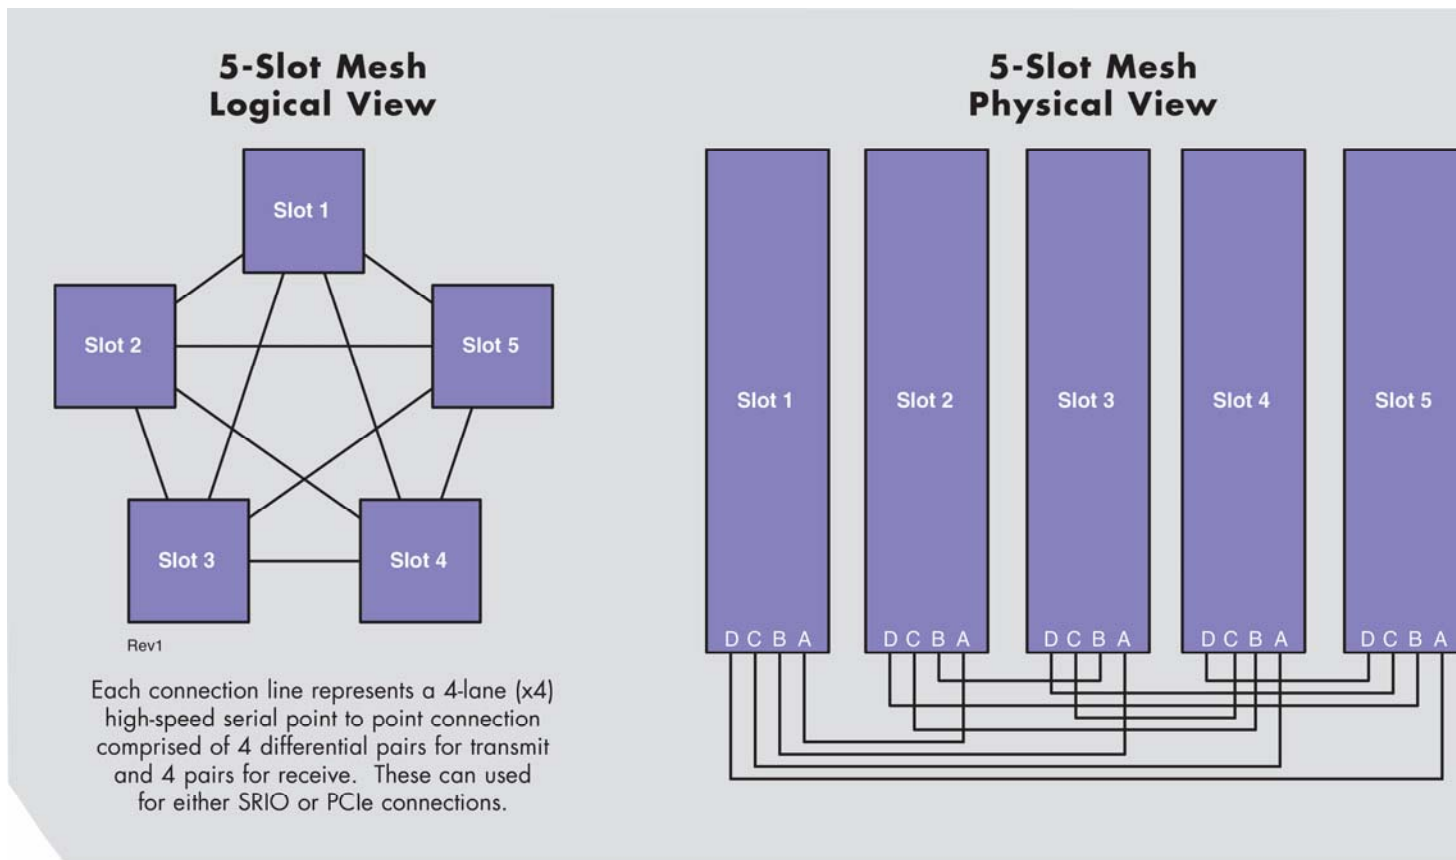 5-Slot Mesh
Logical View
Slot 1
Slot 2
Slot 5
Slot 3
Slot 4
Rev1
Each connection line represents a 4-lane (x4)
high-speed serial point to point connection
comprised of 4 differential pairs for transmit
and 4 pairs for receive. These can used
for either SRIO or PCIe connections.
5-Slot Mesh
Physical View
Slot 1
Slot 2
Slot 3
Slot 4
Slot 5
D C B A
D C B A
D C B A
D C B A
D C B A